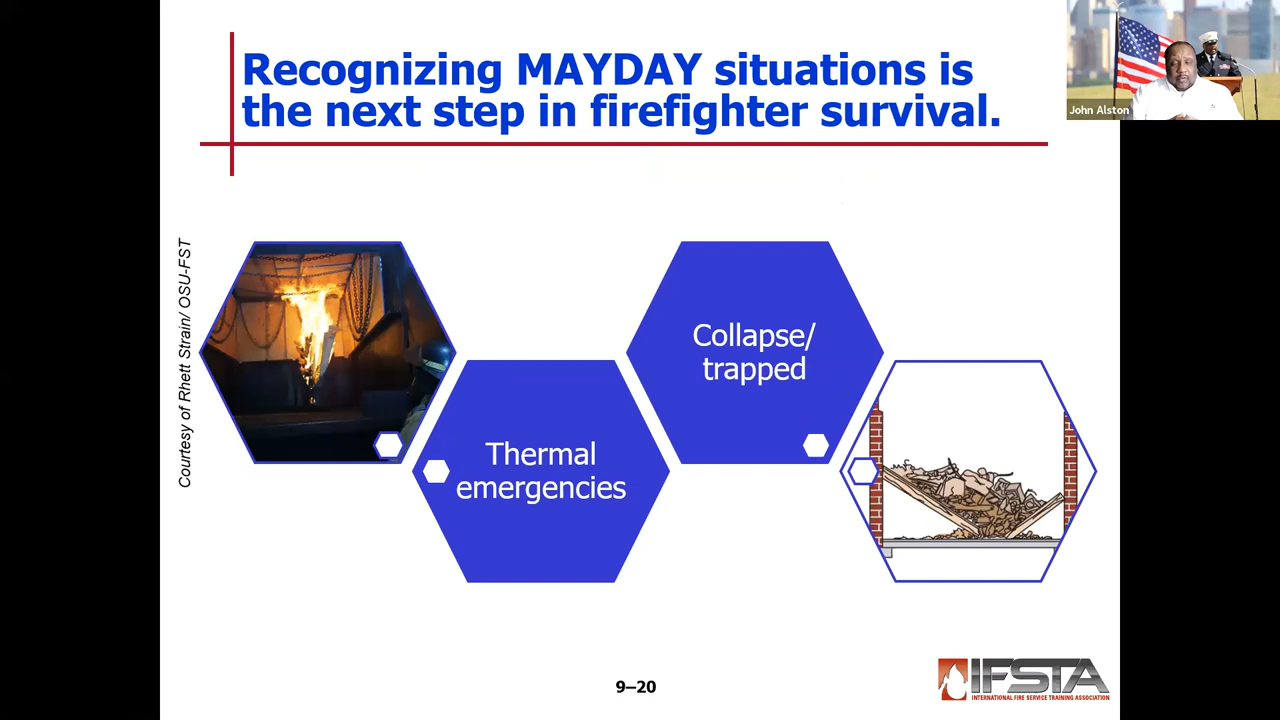 Recognizing MAYDAY situations is
the next step in firefighter survival.
John Alston
Courtesy of Rhett Strain/ OSU-FST
Collapse/
trapped
Thermal
emergencies
9–20
IFSTA
INTERNATIONAL FIRE SERVICE TRAINING ASSOCIATION